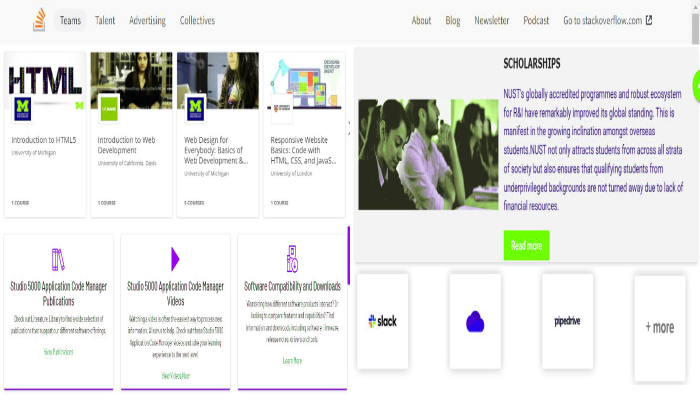 Teams Talent Advertising Collectives About Blog Newsletter Podcast Go to stackoverflow.com
HTML
Introduction to HTML5
University of Michigan
1 COURSE
Introduction to Web
Development
University of California, Davis
1 COURSE
Web Design for
Everybody: Basics of
Web Development &...
University of Michigan
5 COURSES
Responsive Website
Basics: Code with
HTML, CSS, and JavaS...
University of London
1 COURSE
SCHOLARSHIPS
NUST's globally accredited programmes and robust ecosystem
for R&I have remarkably improved its global standing. This is
manifest in the growing inclination amongst overseas
students.NUST not only attracts students from across all strata
of society but also ensures that qualifying students from
underprivileged backgrounds are not turned away due to lack of
financial resources.
Read more
Studio 5000 Application Code Manager
Publications
Check out Literature Library to find a wide selection of
publications that support our different software offerings.
View Publications
Studio 5000 Application Code Manager
Videos
Watching a video is often the easiest way to process new
information. Allow us to help. Check out these Studio 5000
Application Code Manager videos and take your learning
experience to the next level.
View Videos Now
Software Compatibility and Downloads
Wondering how different software products interact? Or
looking to compare features and capabilities? Find
information and downloads including software, firmware,
release notes, drivers and tools.
Learn More
slack
pipedrive
+ more